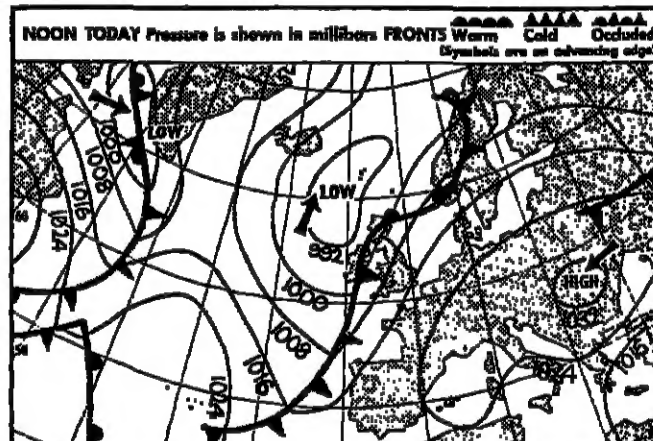 NOON TODAY Pressure is shown in millibars FRONTS Warm Cold Occluded
(Symbols are on advancing edge)
LOW
1000
1008
1016
1024
LOW
992
1000
1008
1016
1024
HIGH
1024
1016